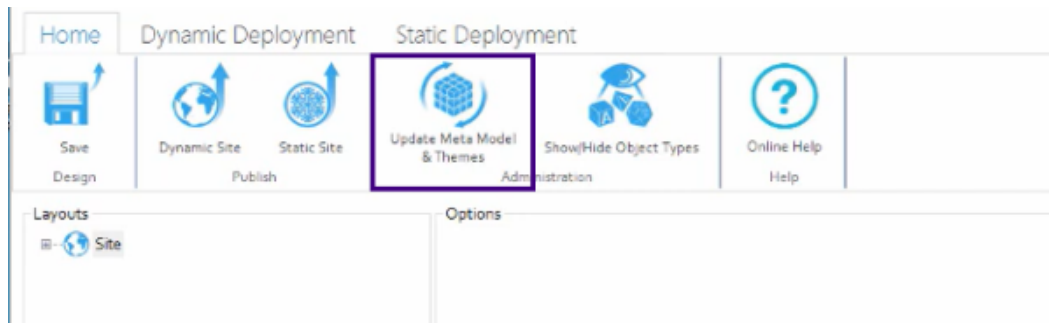 Home Dynamic Deployment Static Deployment
Save
Dynamic Site
Static Site
Update Meta Model
& Themes
Show/Hide Object Types
Online Help
Design
Publish
Administration
Help
Layouts
Site
Options